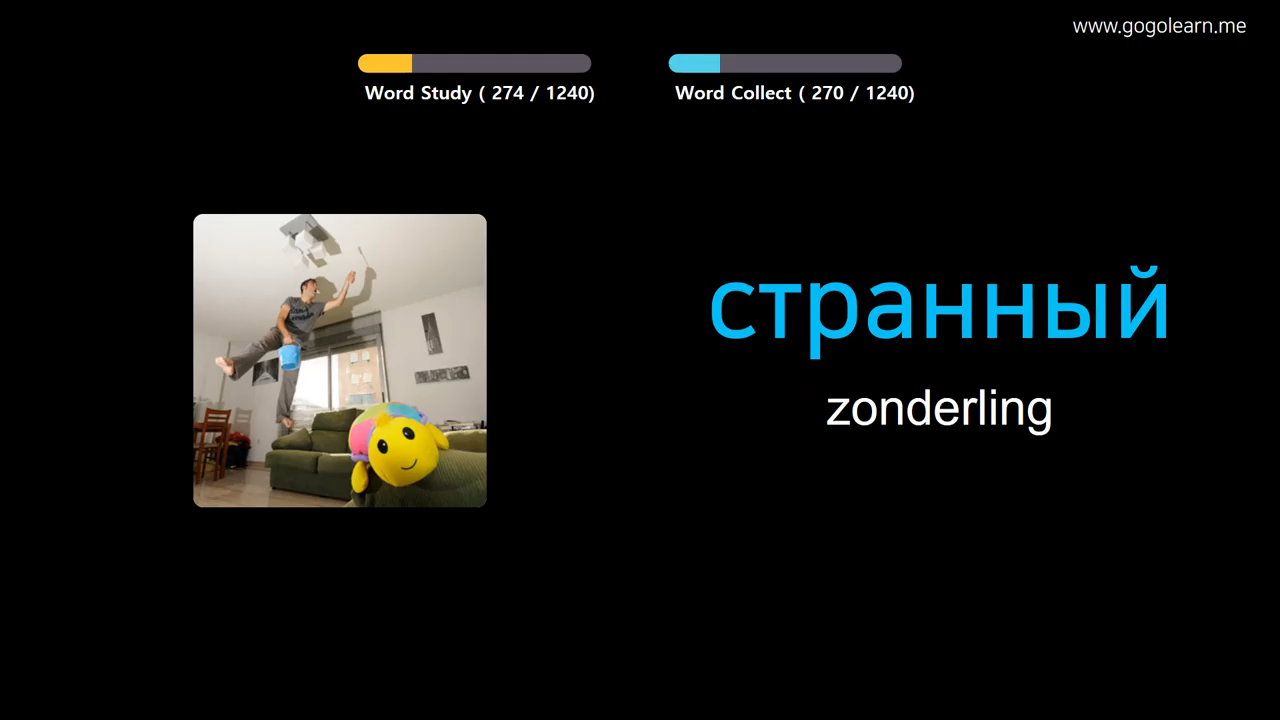 www.gogolearn.me
Word Study ( 274 / 1240)
Word Collect ( 270 / 1240)
странный
zonderling